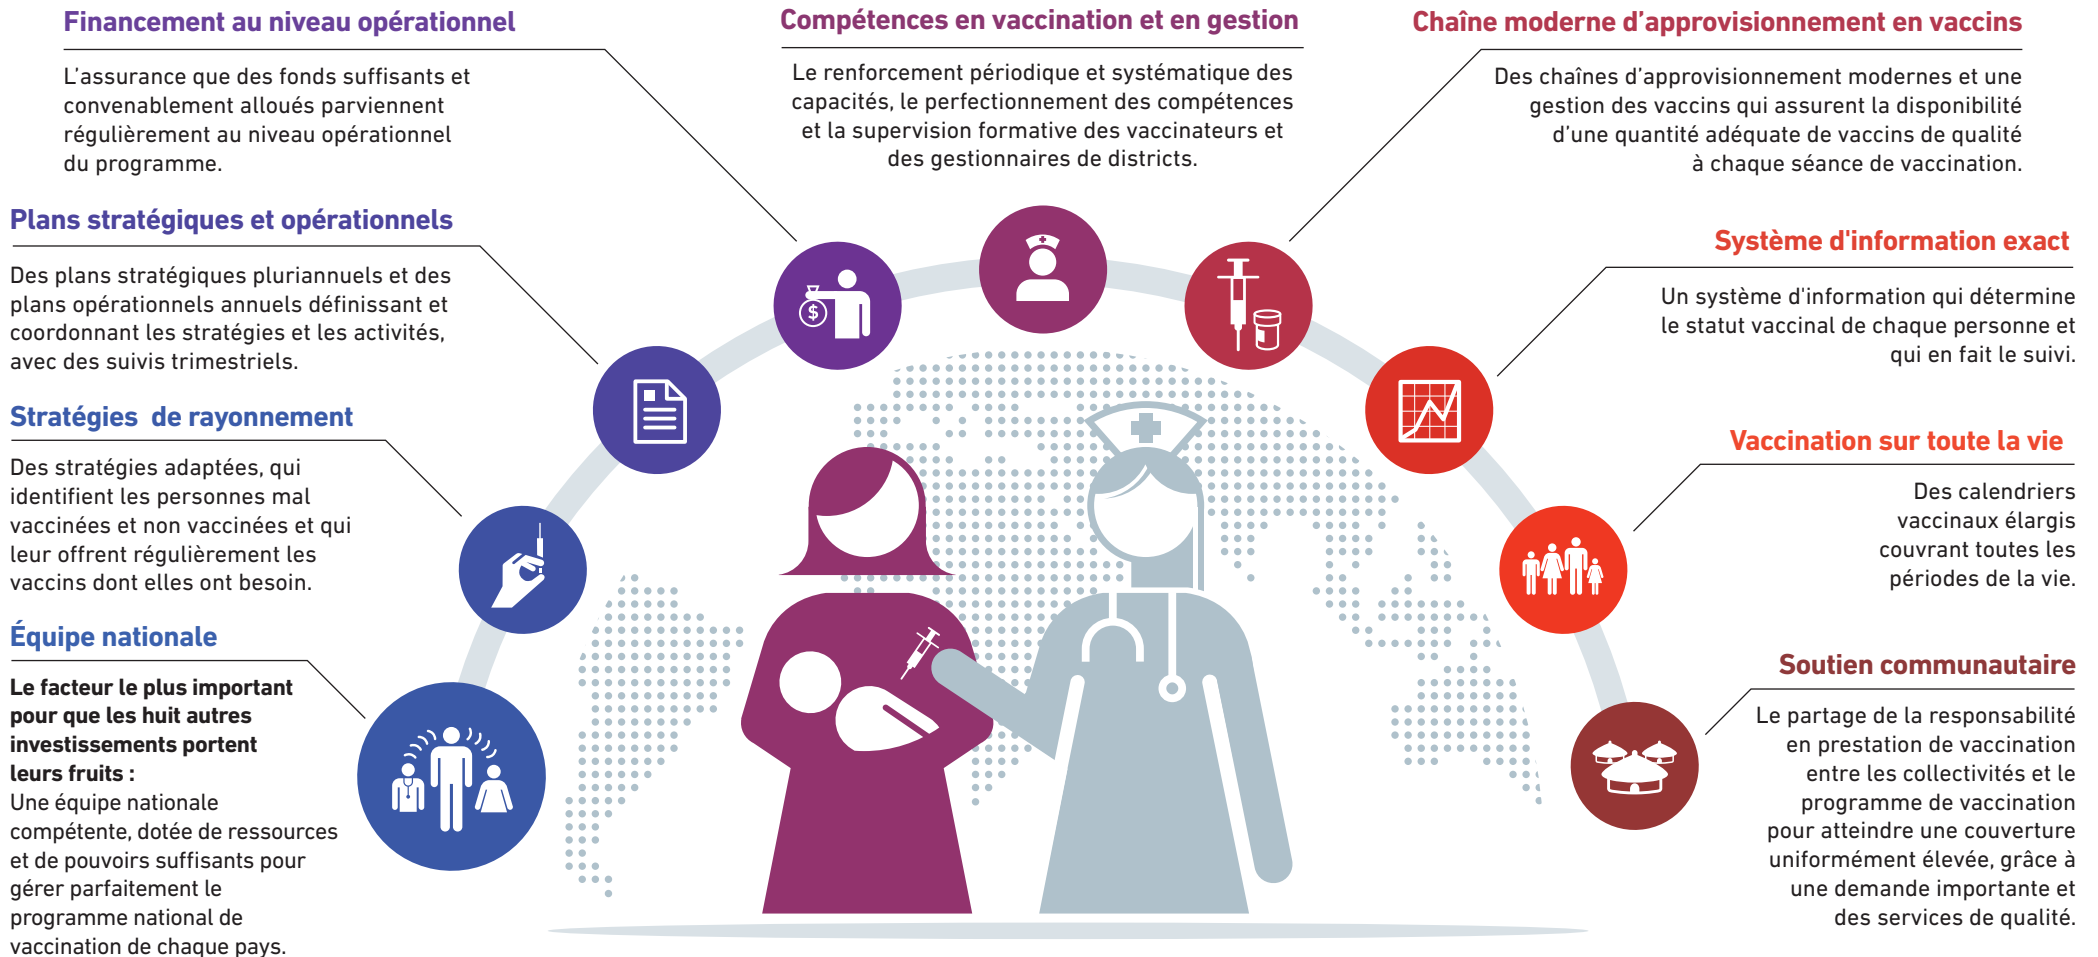 Financement au niveau opérationnel
L'assurance que des fonds suffisants et
convenablement alloués parviennent
régulièrement au niveau opérationnel
du programme.
Compétences en vaccination et en gestion
Le renforcement périodique et systématique des
capacités, le perfectionnement des compétences
et la supervision formative des vaccinateurs et
des gestionnaires de districts.
Chaîne moderne d'approvisionnement en vaccins
Des chaînes d'approvisionnement modernes et une
gestion des vaccins qui assurent la disponibilité
d'une quantité adéquate de vaccins de qualité
à chaque séance de vaccination.
Plans stratégiques et opérationnels
Des plans stratégiques pluriannuels et des
plans opérationnels annuels définissant et
coordonnant les stratégies et les activités,
avec des suivis trimestriels.
Système d'information exact
Un système d'information qui détermine
le statut vaccinal de chaque personne et
qui en fait le suivi.
Stratégies de rayonnement
Des stratégies adaptées, qui
identifient les personnes mal
vaccinées et non vaccinées et qui
leur offrent régulièrement les
vaccins dont elles ont besoin.
Vaccination sur toute la vie
Des calendriers
vaccinaux élargis
couvrant toutes les
périodes de la vie.
Équipe nationale
Le facteur le plus important
pour que les huit autres
investissements portent
leurs fruits :
Une équipe nationale
compétente, dotée de ressources
et de pouvoirs suffisants pour
gérer parfaitement le
programme national de
vaccination de chaque pays.
Soutien communautaire
Le partage de la responsabilité
en prestation de vaccination
entre les collectivités et le
programme de vaccination
pour atteindre une couverture
uniformément élevée, grâce à
une demande importante et
des services de qualité.
$